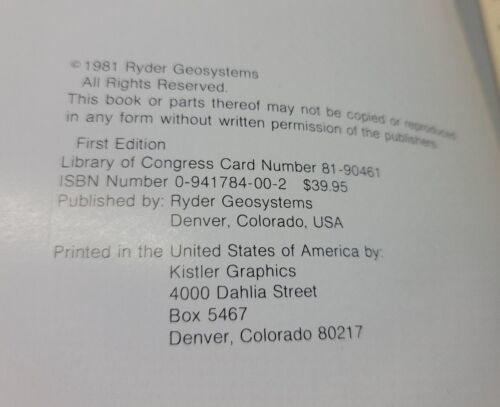 © 1981 Ryder Geosystems
All Rights Reserved.
This book or parts thereof may not be copied or reproduced
in any form without written permission of the publishers.
First Edition
Library of Congress Card Number 81-90461
ISBN Number 0-941784-00-2 $39.95
Published by: Ryder Geosystems
Denver, Colorado, USA
Printed in the United States of America by:
Kistler Graphics
4000 Dahlia Street
Box 5467
Denver, Colorado 80217